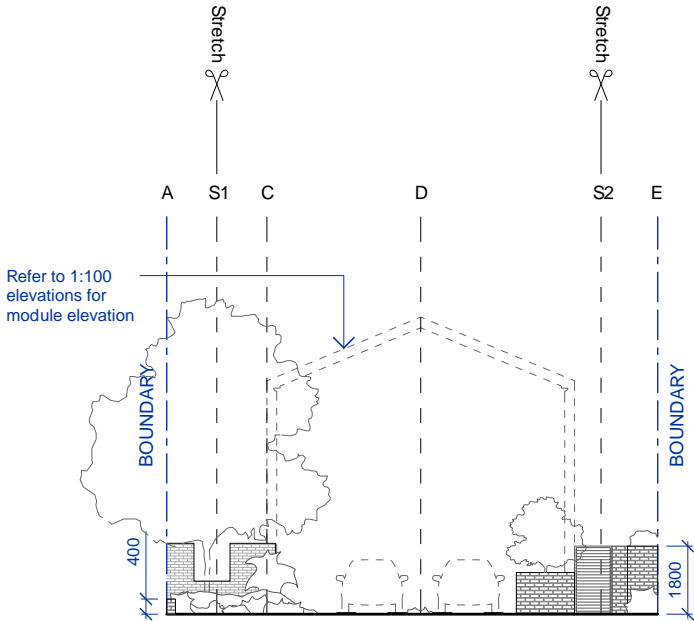 Stretch
Stretch
A
S1
C
D
S2
E
Refer to 1:100
elevations for
module elevation
BOUNDARY
BOUNDARY
400
1800